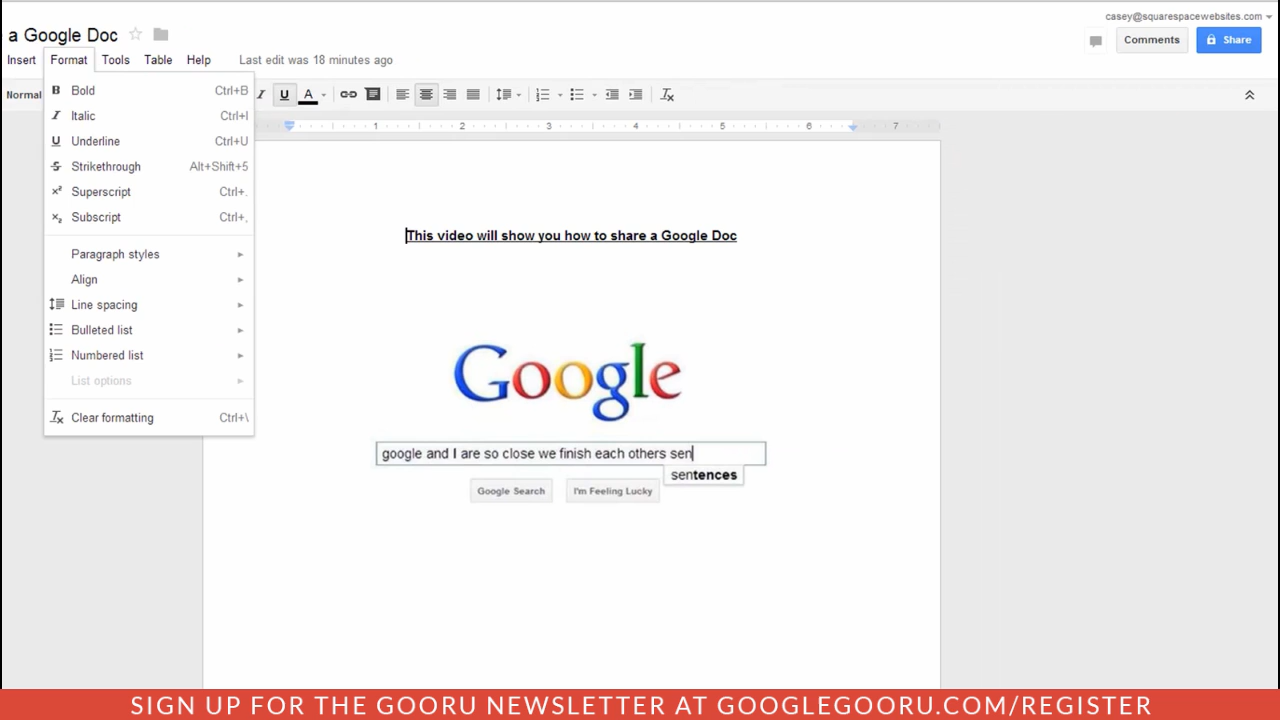 casey@squarespacewebsites.com
a Google Doc
Comments
Share
Insert Format Tools Table Help Last edit was 18 minutes ago
Normal
Bold Ctrl+B
Italic Ctrl+I
Underline Ctrl+U
Strikethrough Alt+Shift+5
Superscript Ctrl+.
Subscript Ctrl+,
Paragraph styles
Align
Line spacing
Bulleted list
Numbered list
List options
Clear formatting Ctrl+\
1 2 3 4 5 6 7
This video will show you how to share a Google Doc
Google
google and I are so close we finish each others sen
sentences
Google Search I'm Feeling Lucky
SIGN UP FOR THE GOORU NEWSLETTER AT GOOGLEGOORU.COM/REGISTER